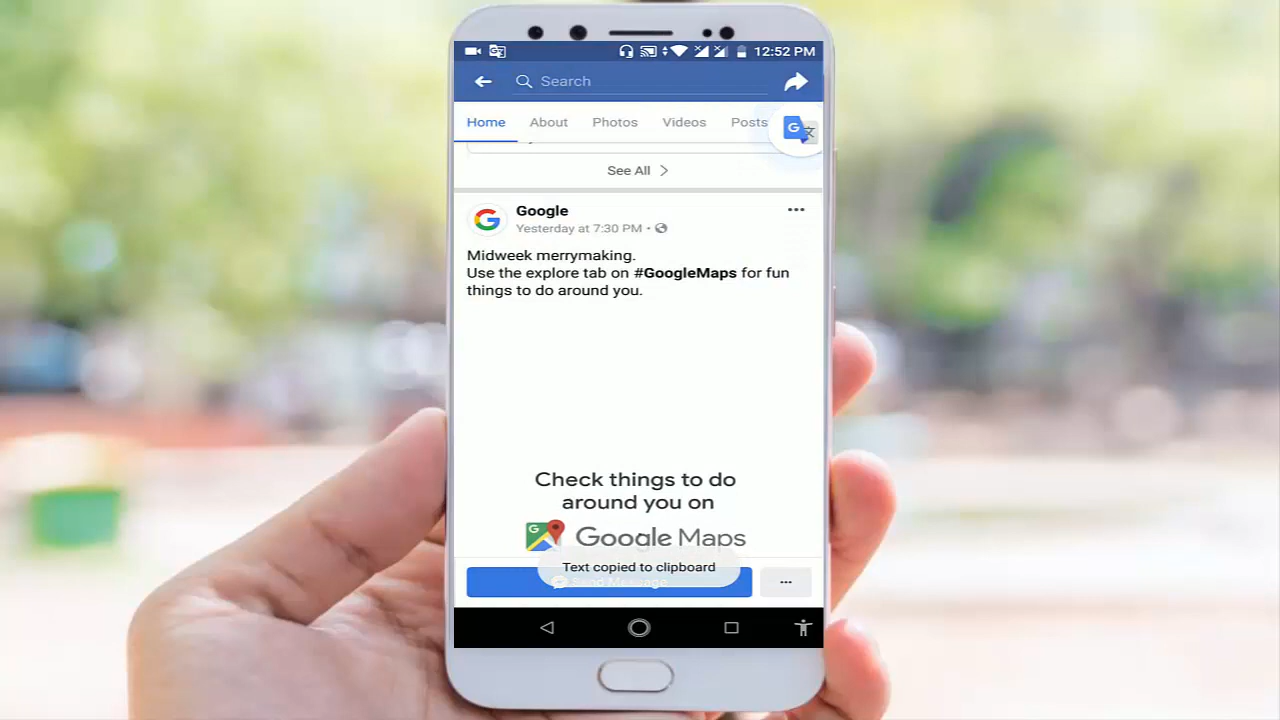 12:52 PM
Search
Home About Photos Videos Posts
See All
Google
Yesterday at 7:30 PM
Midweek merrymaking.
Use the explore tab on #GoogleMaps for fun
things to do around you.
Check things to do
around you on
Google Maps
Text copied to clipboard
Send Message